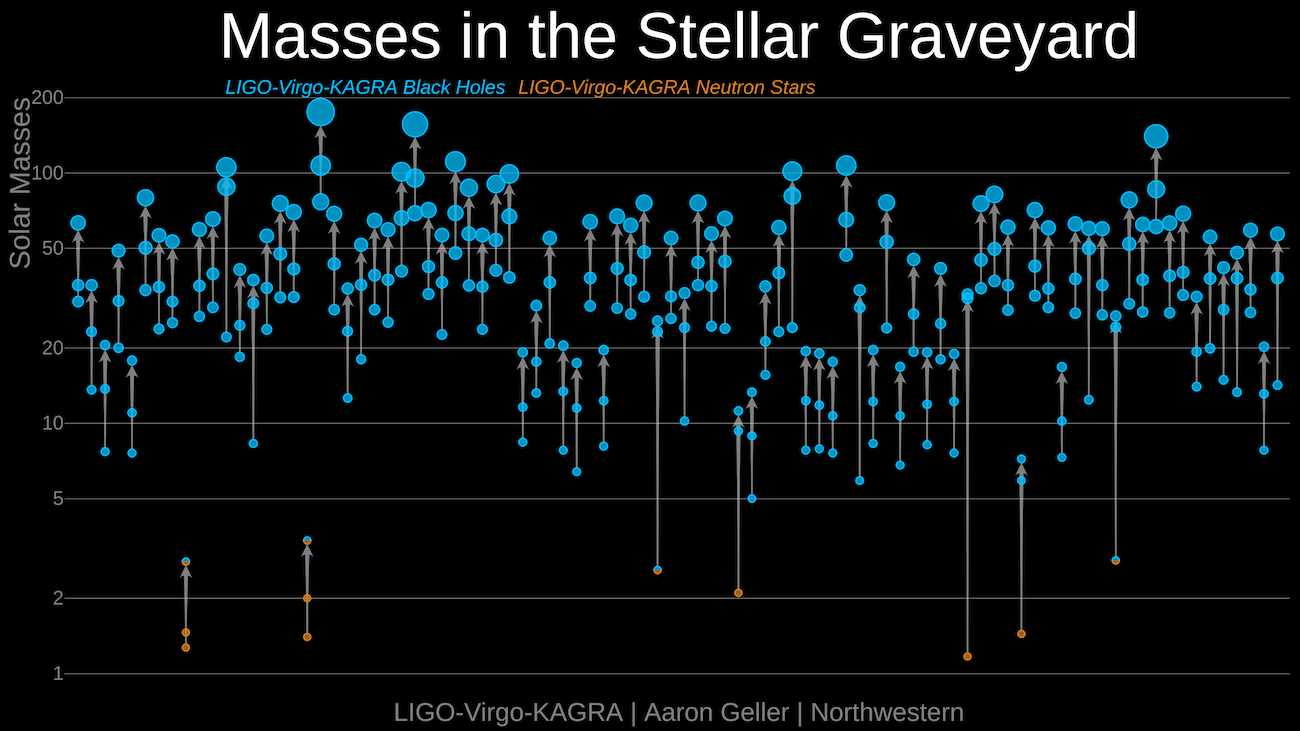 Masses in the Stellar Graveyard
LIGO-Virgo-KAGRA Black Holes LIGO-Virgo-KAGRA Neutron Stars
Solar Masses
200
100
50
20
10
5
2
1
LIGO-Virgo-KAGRA | Aaron Geller | Northwestern